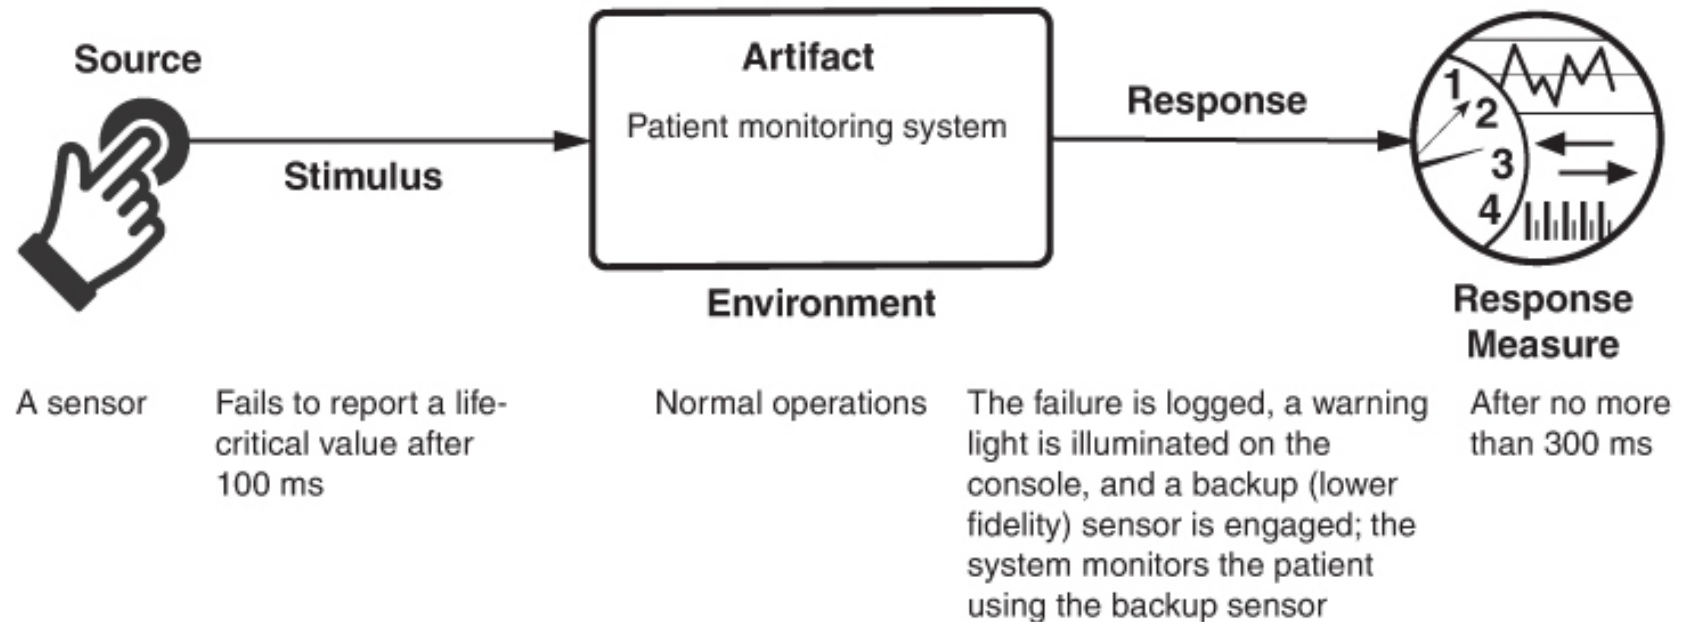 Source
Stimulus
Artifact
Patient monitoring system
Environment
Response
1
2
3
4
Response
Measure
A sensor
Fails to report a life-
critical value after
100 ms
Normal operations
The failure is logged, a warning
light is illuminated on the
console, and a backup (lower
fidelity) sensor is engaged; the
system monitors the patient
using the backup sensor
After no more
than 300 ms